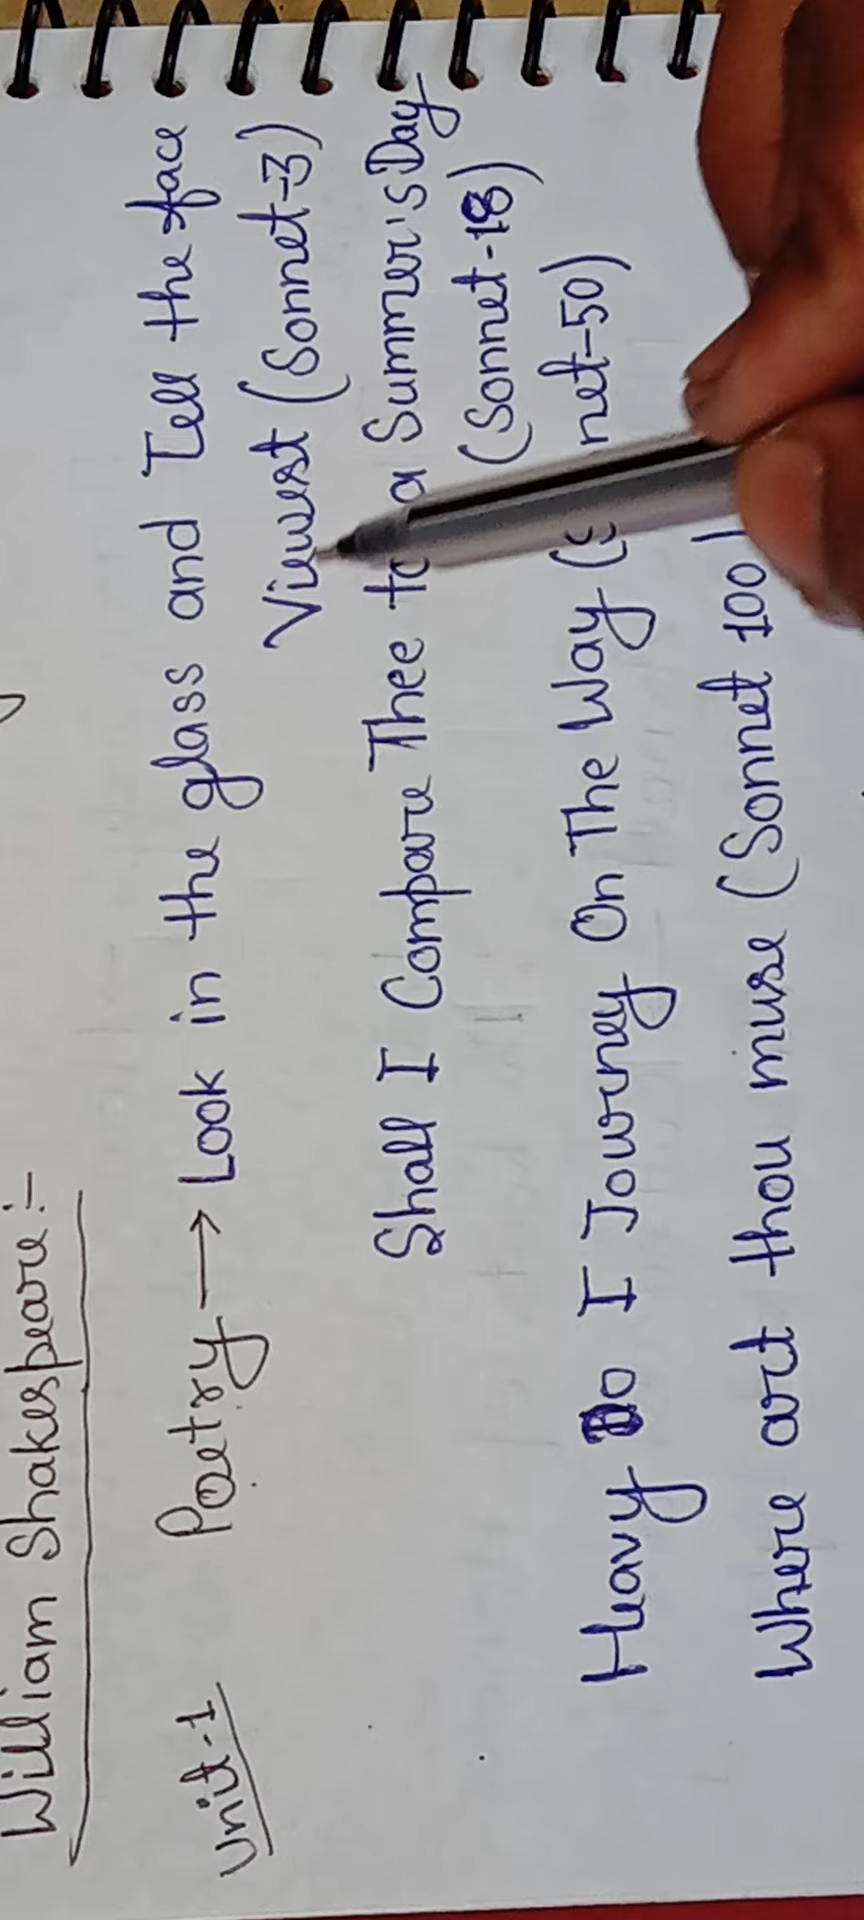 William Shakespeare:-
Unit-1 Poetry → Look in the glass and Tell the face
Viewest (Sonnet-3)
Shall I Compare Thee to a Summer's Day
(Sonnet-18)
Heavy Do I Journey On The Way (S net-50)
Where art thou muse (Sonnet 100)